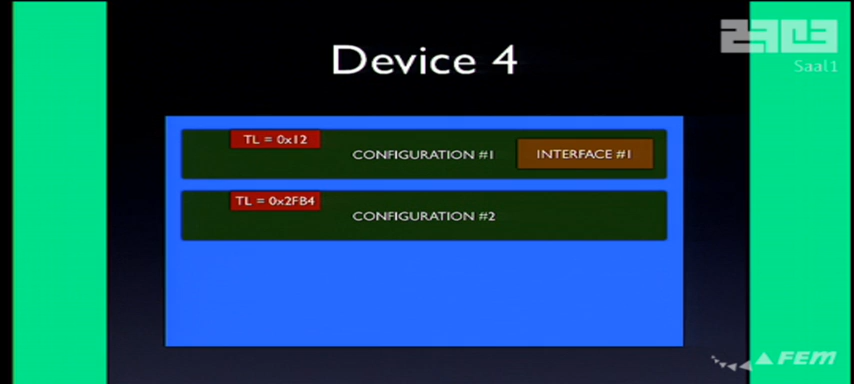 Device 4
Saal1
TL = 0x12
CONFIGURATION #1
INTERFACE #1
TL = 0x2FB4
CONFIGURATION #2
FEM